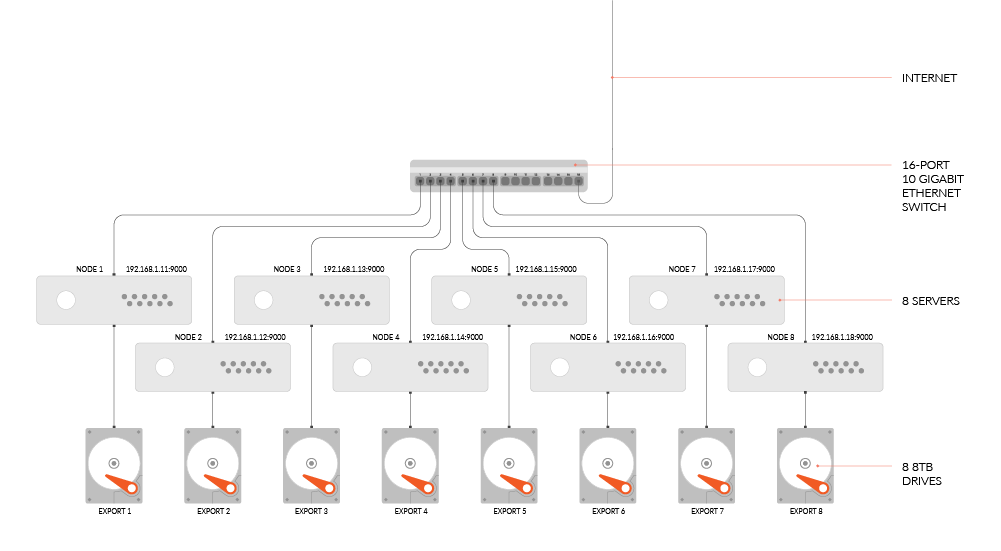 INTERNET
16-PORT
10 GIGABIT
ETHERNET
SWITCH
NODE 1 192.168.1.11:9000
NODE 3 192.168.1.13:9000
NODE 5 192.168.1.15:9000
NODE 7 192.168.1.17:9000
8 SERVERS
NODE 2 192.168.1.12:9000
NODE 4 192.168.1.14:9000
NODE 6 192.168.1.16:9000
NODE 8 192.168.1.18:9000
8 8TB
DRIVES
EXPORT 1
EXPORT 2
EXPORT 3
EXPORT 4
EXPORT 5
EXPORT 6
EXPORT 7
EXPORT 8